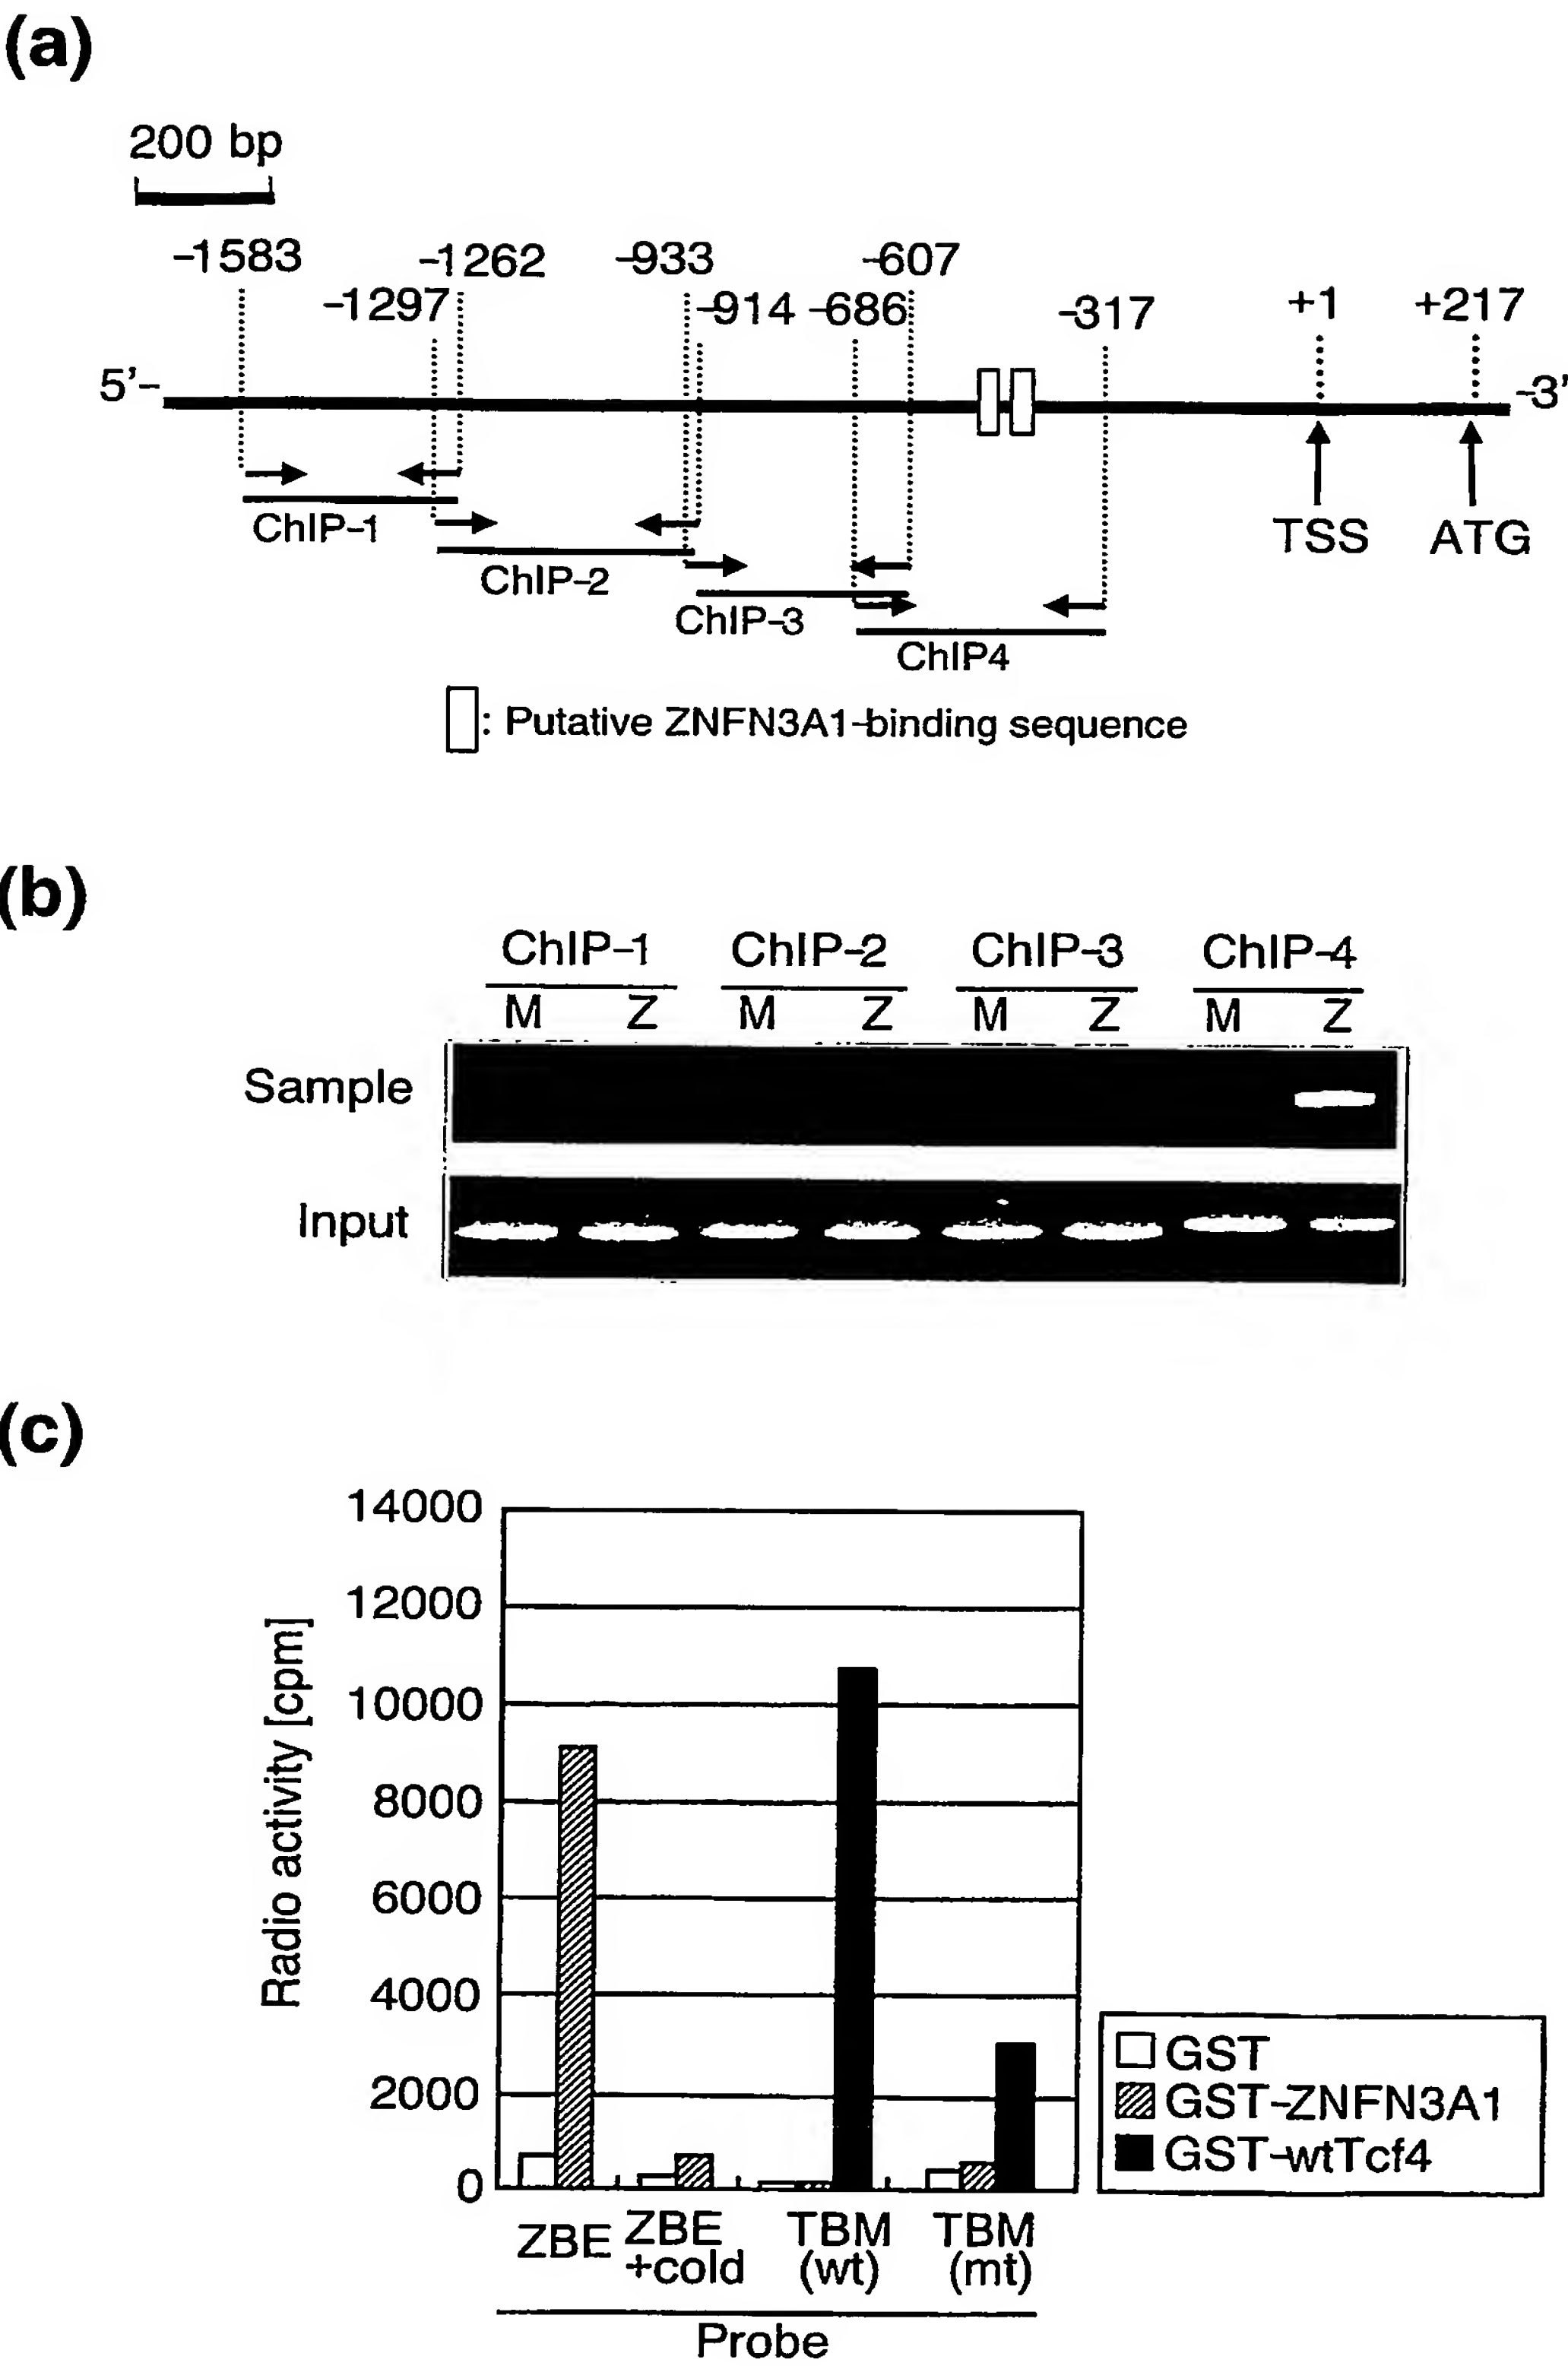 (a)
200 bp
-1583
-1262
-933
-607
-1297
-914
-686
-317
+1
+217
5'-
-3'
ChIP-1
ChIP-2
ChIP-3
ChIP4
TSS
ATG
: Putative ZNFN3A1-binding sequence
(b)
ChIP-1 ChIP-2 ChIP-3 ChIP-4
M Z M Z M Z M Z
Sample
Input
(c)
14000
12000
10000
8000
6000
4000
2000
0
Radio activity [cpm]
GST
GST-ZNFN3A1
GST-wtTcf4
ZBE
ZBE
+cold
TBM
(wt)
TBM
(mt)
Probe